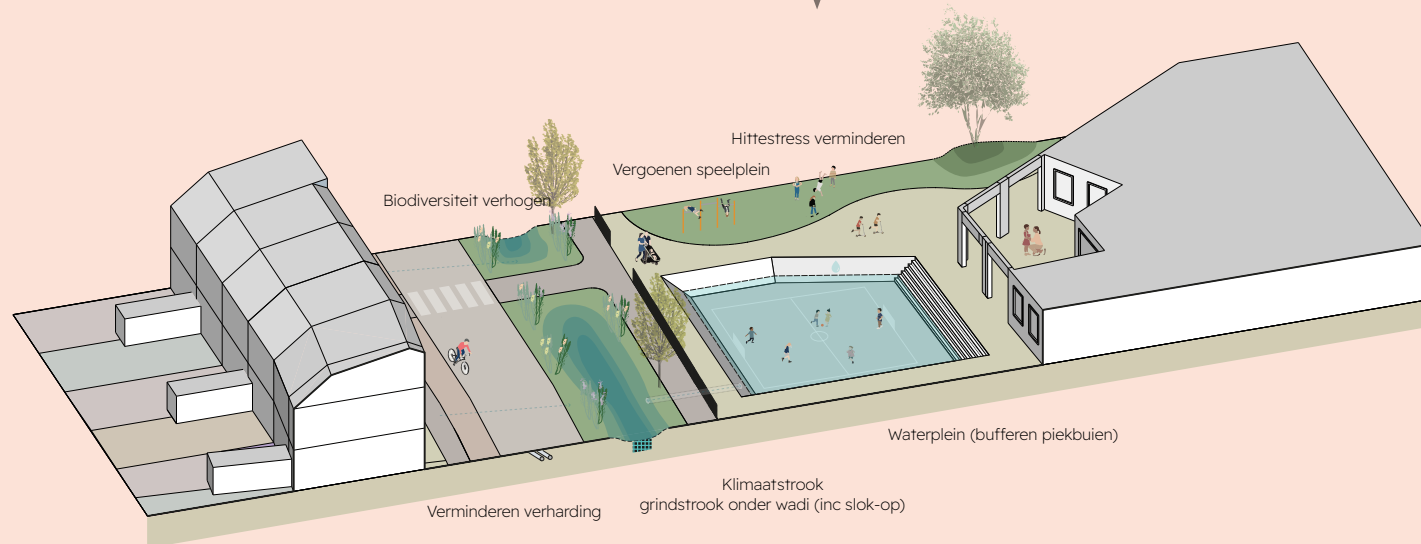 Hittestress verminderen
Vergoenen speelplein
Biodiversiteit verhogen
Waterplein (bufferen piekbuien)
Klimaatstrook
grindstrook onder wadi (inc slok-op)
Verminderen verharding